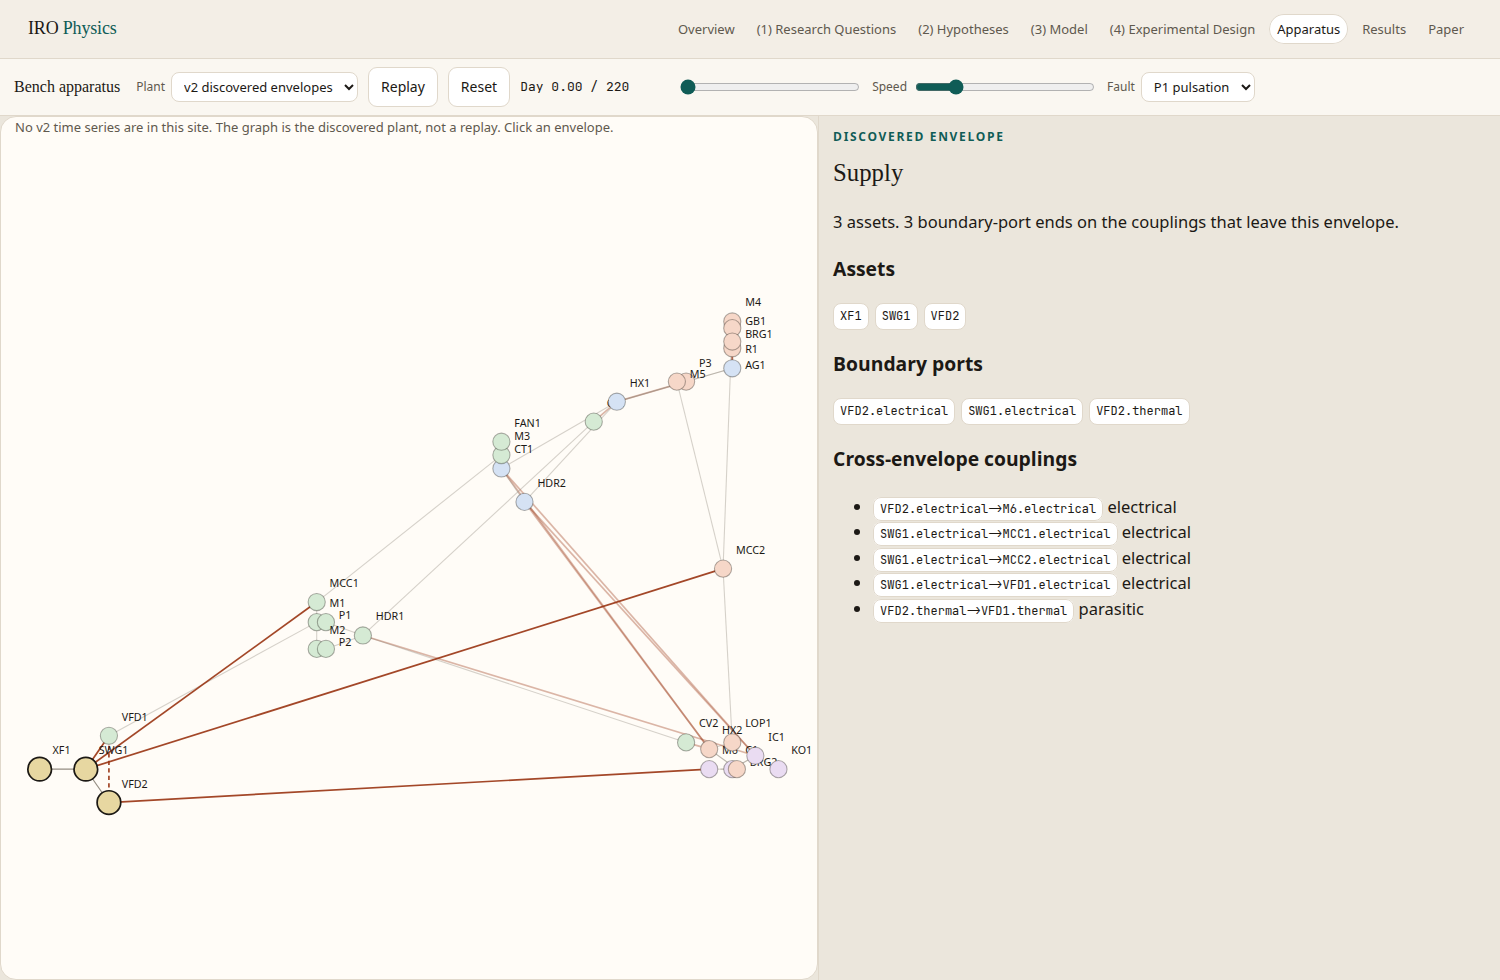 IRO Physics
Overview
(1) Research Questions
(2) Hypotheses
(3) Model
(4) Experimental Design
Apparatus
Results
Paper
Bench apparatus
Plant
v2 discovered envelopes
Replay
Reset
Day 0.00 / 220
Speed
Fault
P1 pulsation
No v2 time series are in this site. The graph is the discovered plant, not a replay. Click an envelope.
M4
GB1
BRG1
R1
AG1
P3
M5
HX1
FAN1
M3
CT1
HDR2
MCC2
MCC1
M1
P1
HDR1
M2
P2
VFD1
XF1
SWG1
VFD2
CV2
HX2
LOP1
IC1
KO1
DISCOVERED ENVELOPE
Supply
3 assets. 3 boundary-port ends on the couplings that leave this envelope.
Assets
XF1
SWG1
VFD2
Boundary ports
VFD2.electrical
SWG1.electrical
VFD2.thermal
Cross-envelope couplings
VFD2.electrical→M6.electrical electrical
SWG1.electrical→MCC1.electrical electrical
SWG1.electrical→MCC2.electrical electrical
SWG1.electrical→VFD1.electrical electrical
VFD2.thermal→VFD1.thermal parasitic